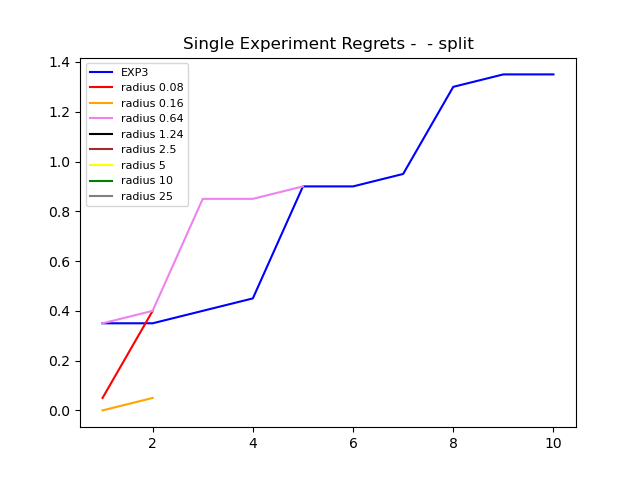 Single Experiment Regrets -  - split
1.4
1.2
1.0
0.8
0.6
0.4
0.2
0.0
EXP3
radius 0.08
radius 0.16
radius 0.64
radius 1.24
radius 2.5
radius 5
radius 10
radius 25
2 4 6 8 10